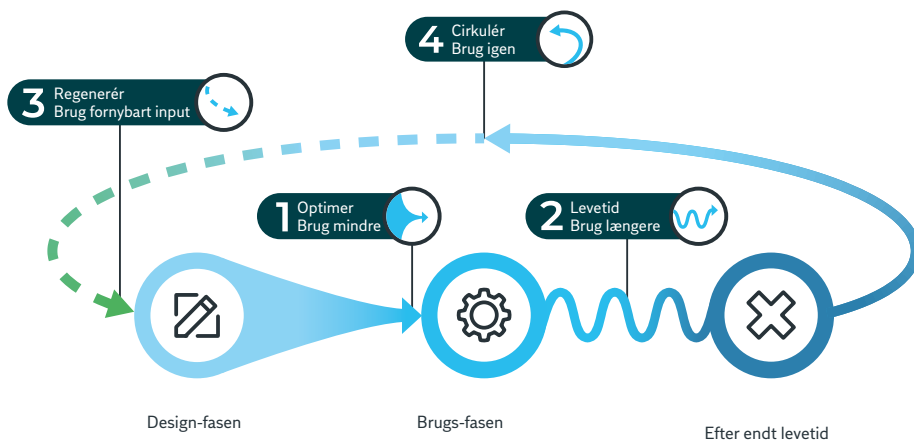 4 Cirkulér
Brug igen
3 Regenerér
Brug fornybart input
1 Optimer
Brug mindre
2 Levetid
Brug længere
Design-fasen
Brugs-fasen
Efter endt levetid